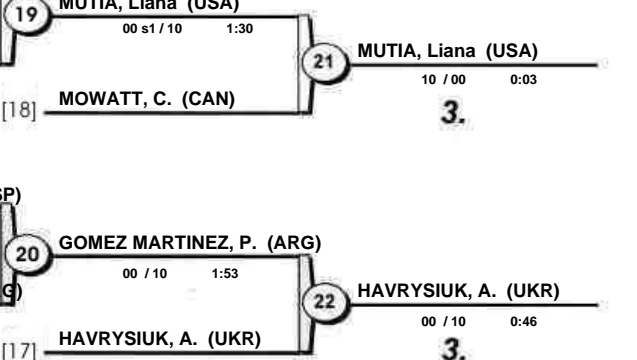 19
MUTIA, Liana (USA)
00 s1 / 10 1:30
21
MUTIA, Liana (USA)
10 / 00 0:03
3.
[18] MOWATT, C. (CAN)
SP)
20
GOMEZ MARTINEZ, P. (ARG)
00 / 10 1:53
G)
22
HAVRYSIUK, A. (UKR)
00 / 10 0:46
3.
[17] HAVRYSIUK, A. (UKR)